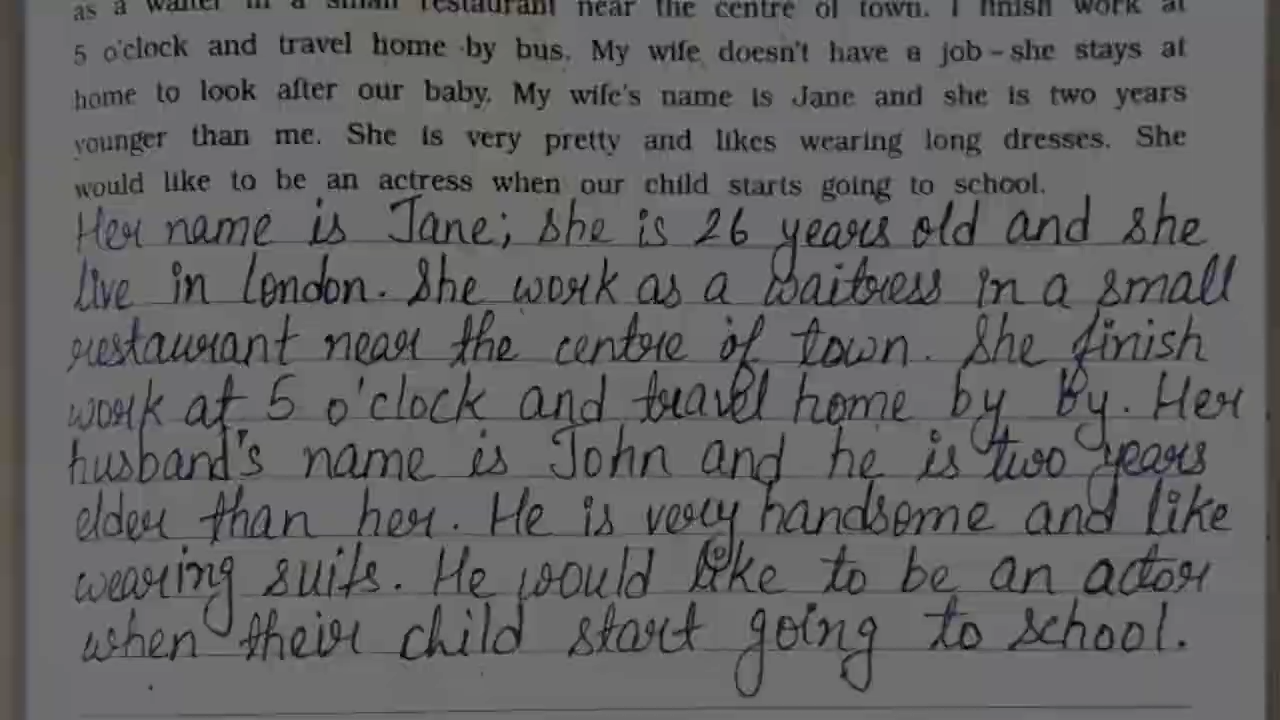 as a waiter in a small restaurant near the centre of town. I finish work at
5 o'clock and travel home by bus. My wife doesn't have a job – she stays at
home to look after our baby. My wife's name is Jane and she is two years
younger than me. She is very pretty and likes wearing long dresses. She
would like to be an actress when our child starts going to school.
Her name is Jane; she is 26 years old and she
live in london. She work as a waitress in a small
restaurant near the centre of town. She finish
work at 5 o'clock and travel home by By. Her
husband's name is John and he is two years
elder than her. He is very handsome and like
wearing suits. He would like to be an actor
when their child start going to school.